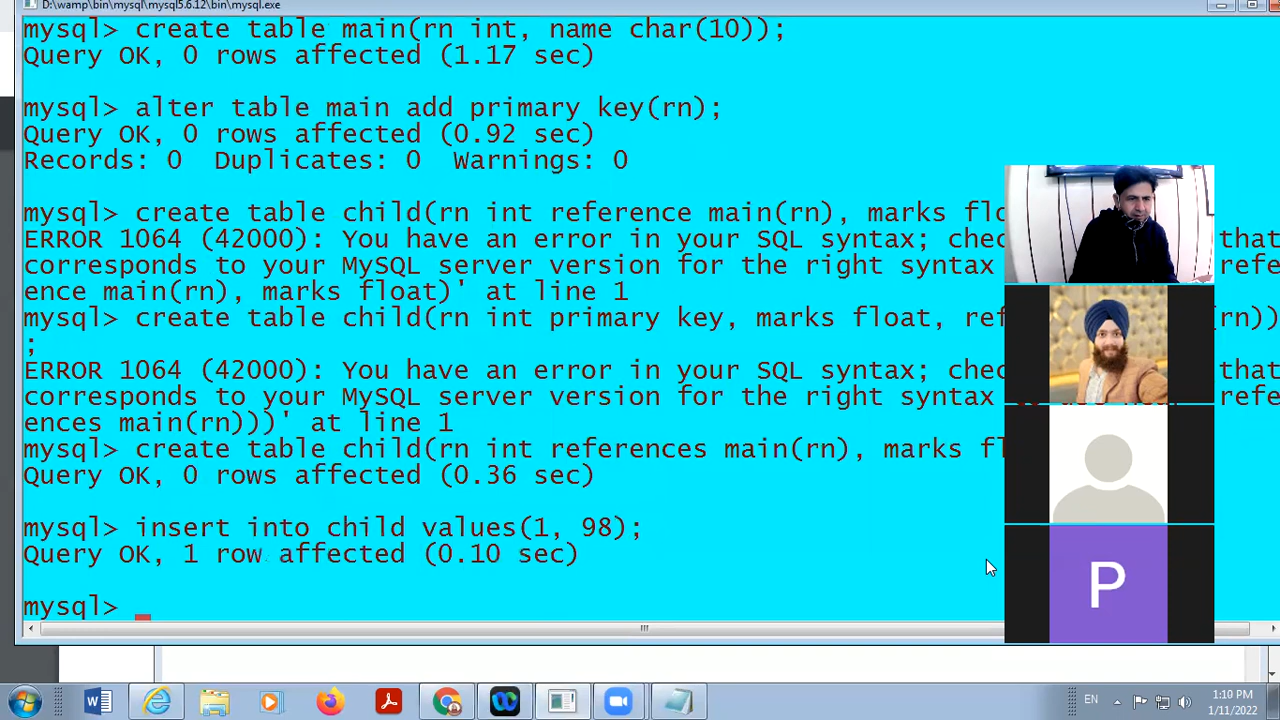 D:\wamp\bin\mysql\mysql5.6.12\bin\mysql.exe
mysql> create table main(rn int, name char(10));
Query OK, 0 rows affected (1.17 sec)
mysql> alter table main add primary key(rn);
Query OK, 0 rows affected (0.92 sec)
Records: 0  Duplicates: 0  Warnings: 0
mysql> create table child(rn int reference main(rn), marks flo
ERROR 1064 (42000): You have an error in your SQL syntax; chec that
corresponds to your MySQL server version for the right syntax refe
ence main(rn), marks float)' at line 1
mysql> create table child(rn int primary key, marks float, ref (rn))
;
ERROR 1064 (42000): You have an error in your SQL syntax; chec that
corresponds to your MySQL server version for the right syntax refer
ences main(rn)))' at line 1
mysql> create table child(rn int references main(rn), marks fl
Query OK, 0 rows affected (0.36 sec)
mysql> insert into child values(1, 98);
Query OK, 1 row affected (0.10 sec)
mysql>
P
EN
1:10 PM
1/11/2022